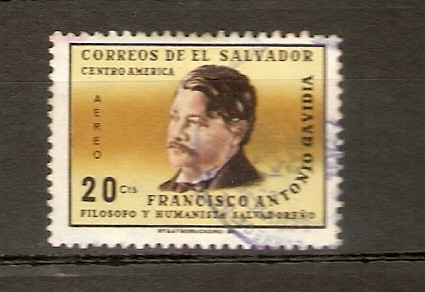 CORREOS DE EL SALVADOR
CENTRO AMERICA
AEREO
20 Cts
FRANCISCO ANTONIO GAVIDIA
FILOSOFO Y HUMANISTA SALVADOREÑO